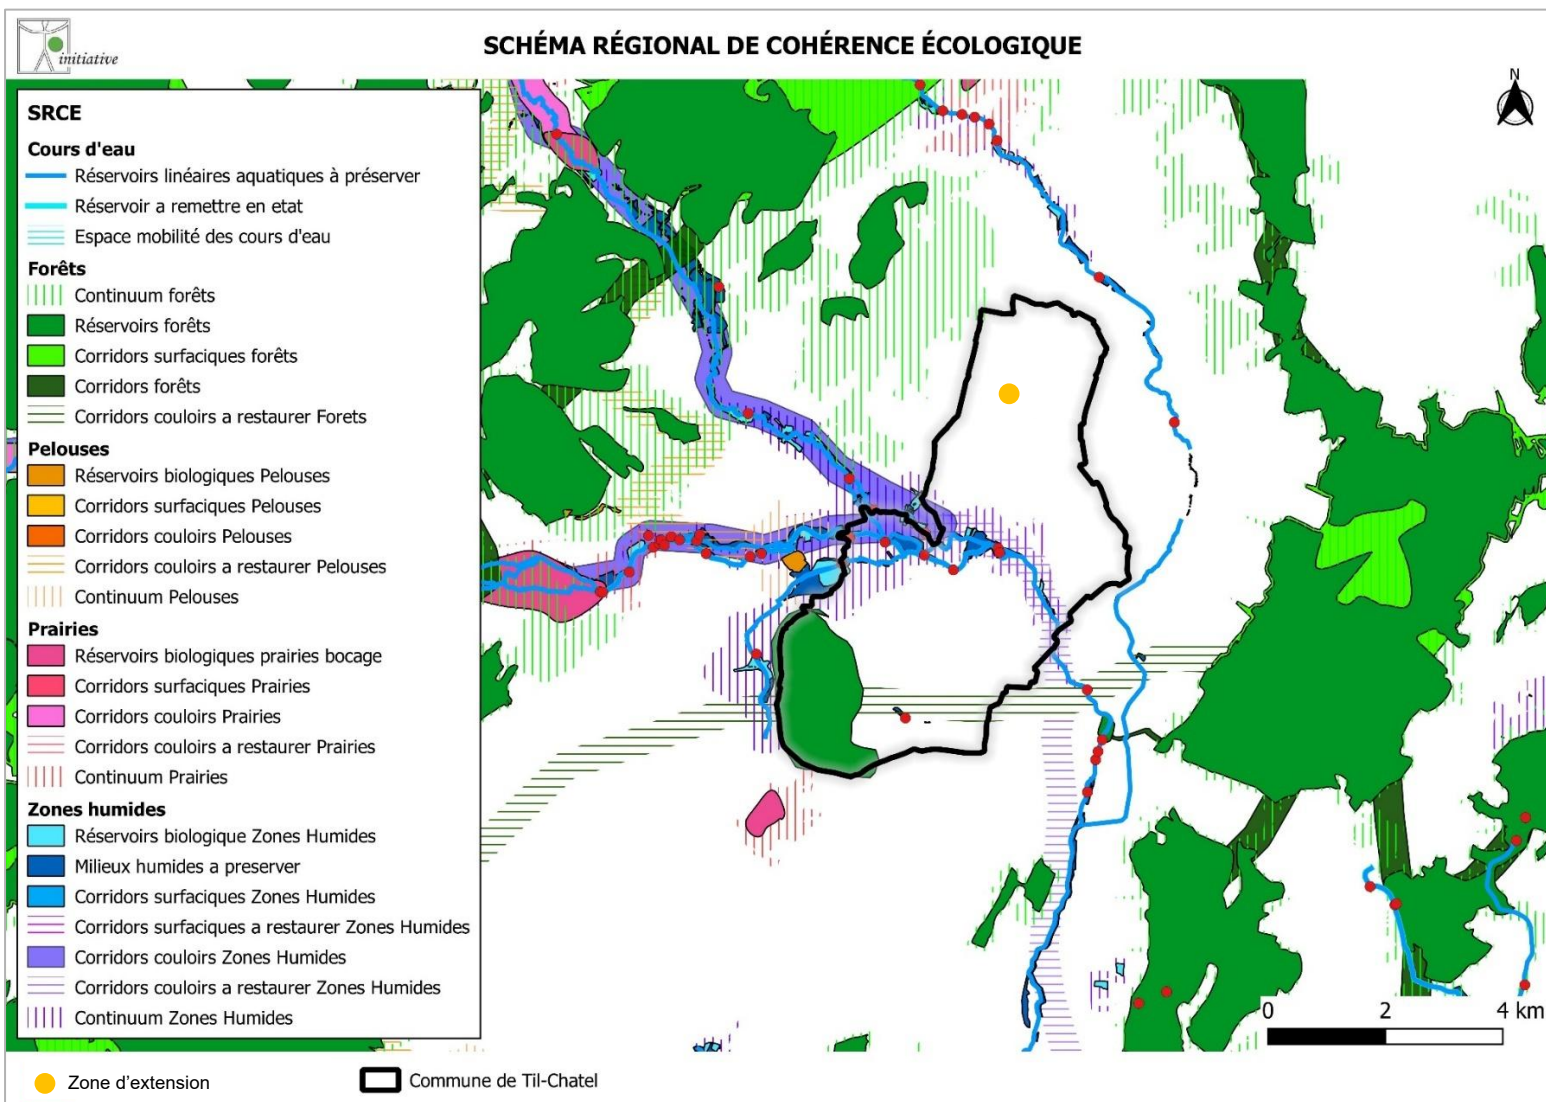 initiative
SCHÉMA RÉGIONAL DE COHÉRENCE ÉCOLOGIQUE
N
SRCE
Cours d'eau
Réservoirs linéaires aquatiques à préserver
Réservoir a remettre en etat
Espace mobilité des cours d'eau
Forêts
Continuum forêts
Réservoirs forêts
Corridors surfaciques forêts
Corridors forêts
Corridors couloirs a restaurer Forets
Pelouses
Réservoirs biologiques Pelouses
Corridors surfaciques Pelouses
Corridors couloirs Pelouses
Corridors couloirs a restaurer Pelouses
Continuum Pelouses
Prairies
Réservoirs biologiques prairies bocage
Corridors surfaciques Prairies
Corridors couloirs Prairies
Corridors couloirs a restaurer Prairies
Continuum Prairies
Zones humides
Réservoirs biologique Zones Humides
Milieux humides a preserver
Corridors surfaciques Zones Humides
Corridors surfaciques a restaurer Zones Humides
Corridors couloirs Zones Humides
Corridors couloirs a restaurer Zones Humides
Continuum Zones Humides
0 2 4 km
Zone d'extension
Commune de Til-Chatel